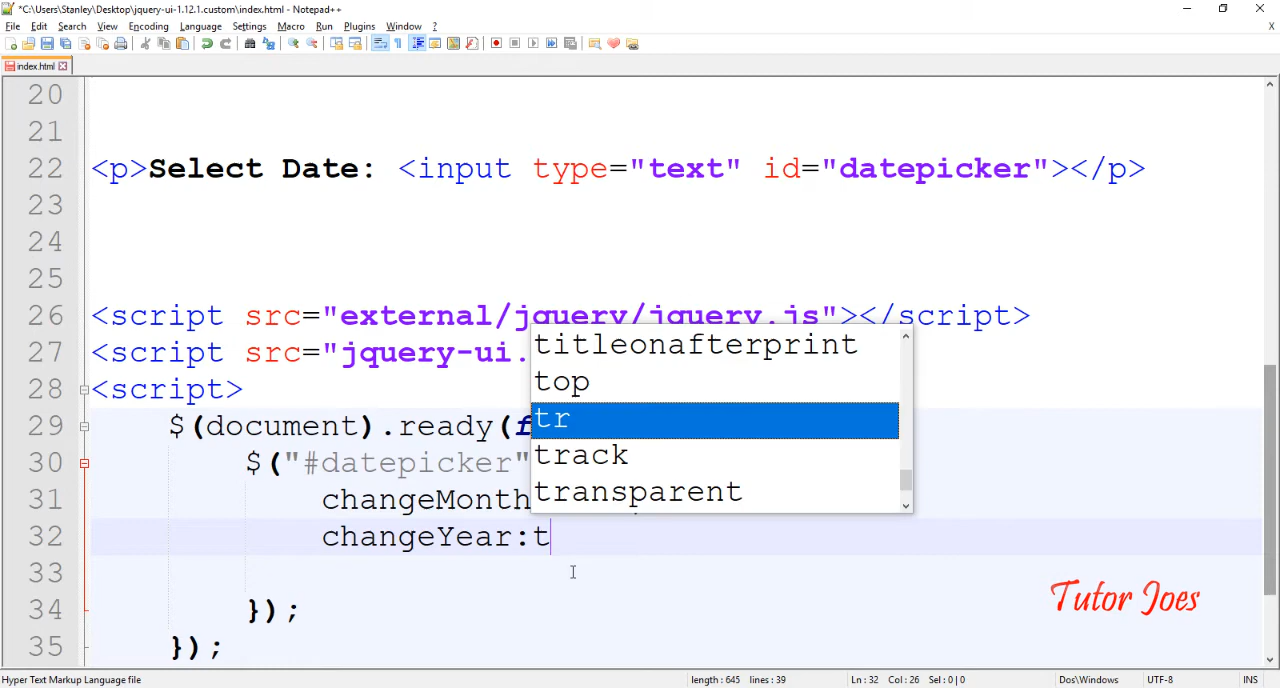 *C:\Users\Stanley\Desktop\jquery-ui-1.12.1.custom\index.html - Notepad++
File Edit Search View Encoding Language Settings Macro Run Plugins Window ?
X
index.html
20
21
22 <p>Select Date: <input type="text" id="datepicker"></p>
23
24
25
26 <script src="external/jquery/jquery.js"></script>
27 <script src="jquery-ui.
28 <script>
29 $(document).ready(f
30 $("#datepicker"
31 changeMonth
32 changeYear:t
33
34 });
35 });
titleonafterprint
top
tr
track
transparent
Tutor Joes
Hyper Text Markup Language file length : 645 lines : 39 Ln : 32 Col : 26 Sel : 0 | 0 Dos\Windows UTF-8 INS